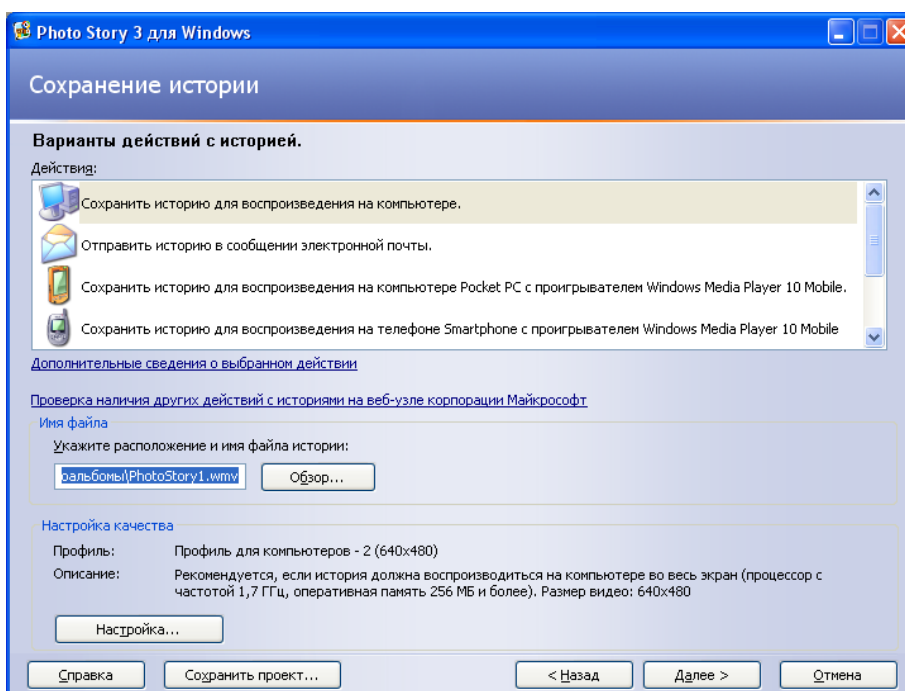 Photo Story 3 для Windows
Сохранение истории
Варианты действий с историей.
Действия:
Сохранить историю для воспроизведения на компьютере.
Отправить историю в сообщении электронной почты.
Сохранить историю для воспроизведения на компьютере Pocket PC с проигрывателем Windows Media Player 10 Mobile.
Сохранить историю для воспроизведения на телефоне Smartphone с проигрывателем Windows Media Player 10 Mobile
Дополнительные сведения о выбранном действии
Проверка наличия других действий с историями на веб-узле корпорации Майкрософт
Имя файла
Укажите расположение и имя файла истории:
оальбомы\PhotoStory1.wmv Обзор...
Настройка качества
Профиль: Профиль для компьютеров - 2 (640x480)
Описание: Рекомендуется, если история должна воспроизводиться на компьютере во весь экран (процессор с
частотой 1,7 ГГц, оперативная память 256 МБ и более). Размер видео: 640x480
Настройка...
Справка Сохранить проект... < Назад Далее > Отмена